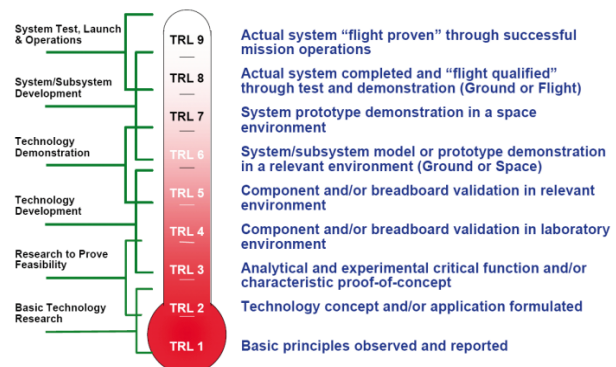 System Test, Launch
& Operations
System/Subsystem
Development
Technology
Demonstration
Technology
Development
Research to Prove
Feasibility
Basic Technology
Research
TRL 9
TRL 8
TRL 7
TRL 6
TRL 5
TRL 4
TRL 3
TRL 2
TRL 1
Actual system “flight proven” through successful
mission operations
Actual system completed and “flight qualified”
through test and demonstration (Ground or Flight)
System prototype demonstration in a space
environment
System/subsystem model or prototype demonstration
in a relevant environment (Ground or Space)
Component and/or breadboard validation in relevant
environment
Component and/or breadboard validation in laboratory
environment
Analytical and experimental critical function and/or
characteristic proof-of-concept
Technology concept and/or application formulated
Basic principles observed and reported